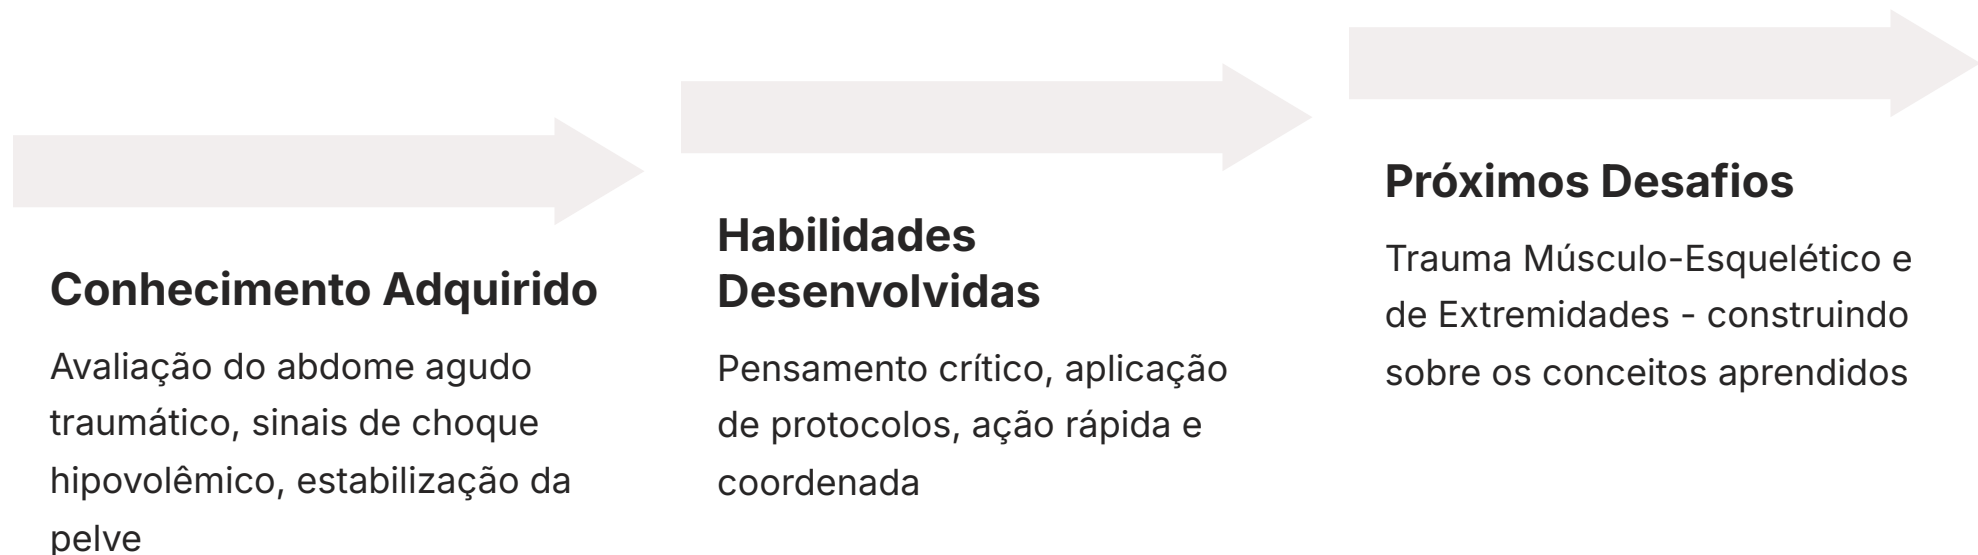 Conhecimento Adquirido
Avaliação do abdome agudo
traumático, sinais de choque
hipovolêmico, estabilização da
pelve
Habilidades
Desenvolvidas
Pensamento crítico, aplicação
de protocolos, ação rápida e
coordenada
Próximos Desafios
Trauma Músculo-Esquelético e
de Extremidades - construindo
sobre os conceitos aprendidos